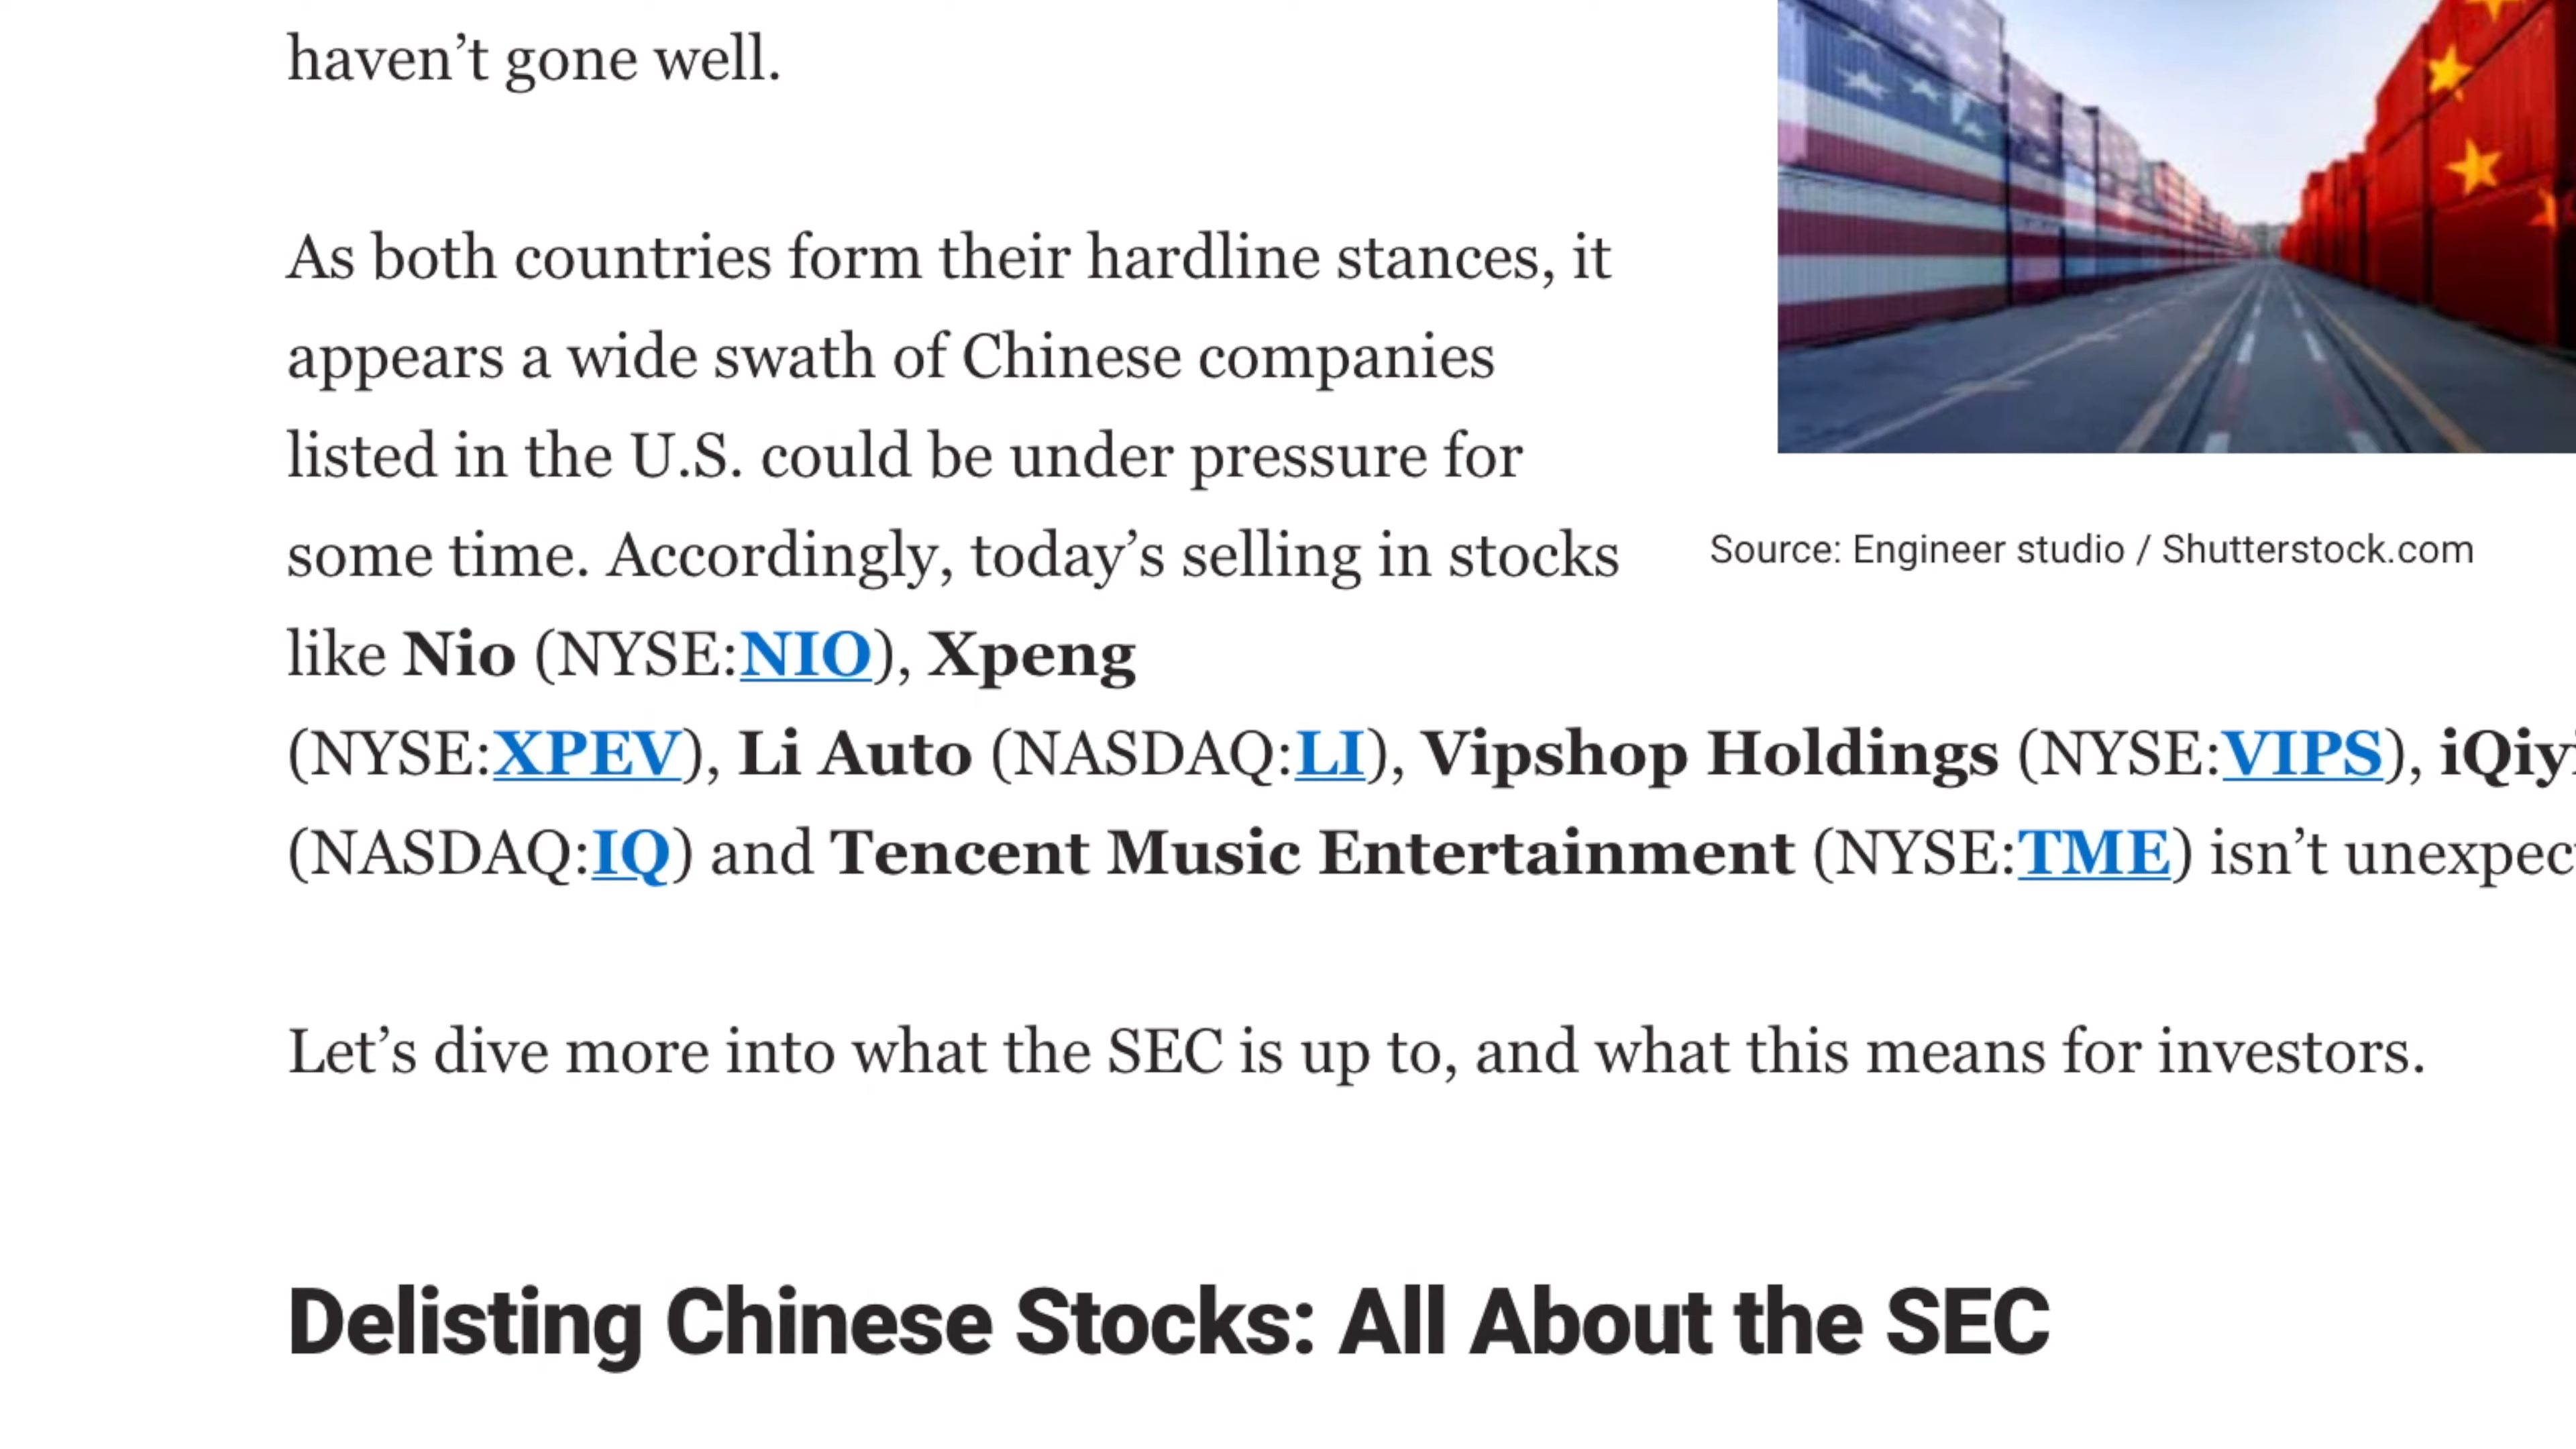 haven’t gone well.
As both countries form their hardline stances, it
appears a wide swath of Chinese companies
listed in the U.S. could be under pressure for
some time. Accordingly, today’s selling in stocks
Source: Engineer studio / Shutterstock.com
like Nio (NYSE:NIO), Xpeng
(NYSE:XPEV), Li Auto (NASDAQ:LI), Vipshop Holdings (NYSE:VIPS),
(NASDAQ:IQ) and Tencent Music Entertainment (NYSE:TME) isn’t
Let’s dive more into what the SEC is up to, and what this means for investors.
Delisting Chinese Stocks: All About the SEC